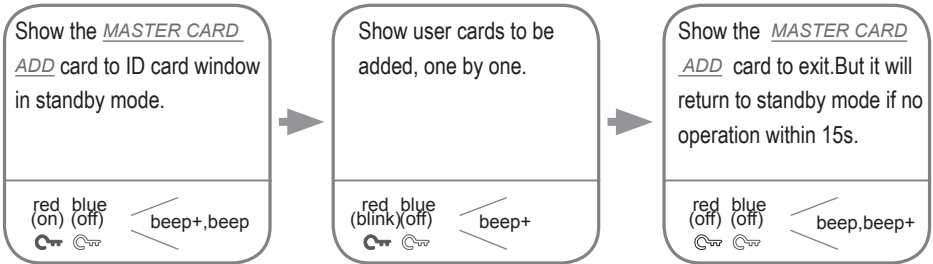 Show the MASTER CARD
ADD card to ID card window
in standby mode.
red blue
(on) (off)
beep+,beep
Show user cards to be
added, one by one.
red blue
(blink)(off)
beep+
Show the MASTER CARD
ADD card to exit.But it will
return to standby mode if no
operation within 15s.
red blue
(off) (off)
beep,beep+